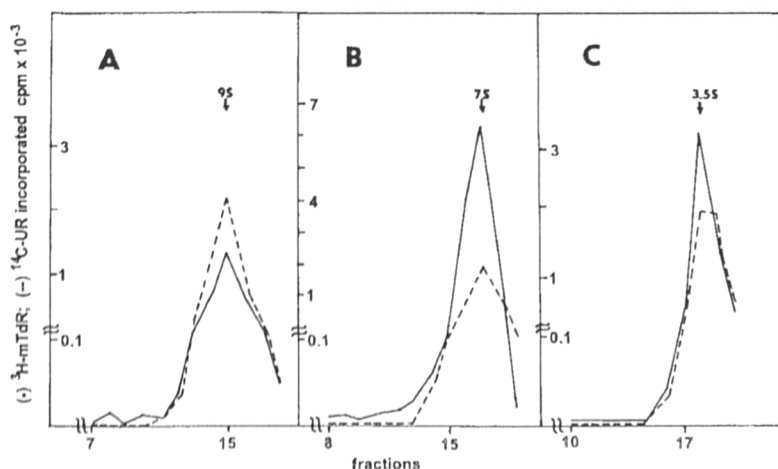 A
B
C
9S
7S
3,5S
(•) ³H-mTdR; (–) ¹⁴C-UR incorporated cpm x 10⁻³
3
1
0.1
7
4
1
0.1
3
1
0.1
7
15
8
15
10
17
fractions